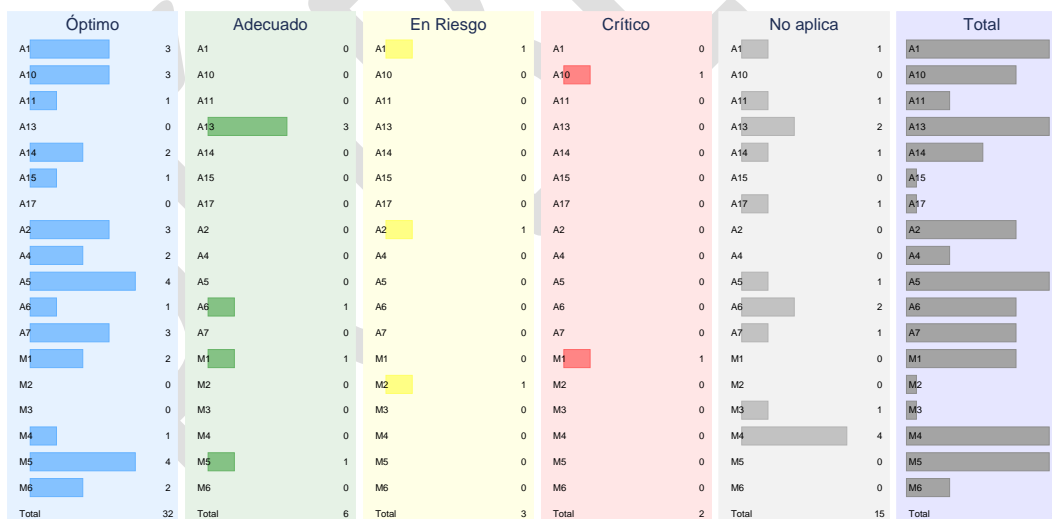 Óptimo Adecuado En Riesgo Crítico No aplica Total
A1 3 A1 0 A1 1 A1 0 A1 1 A1
A10 3 A10 0 A10 0 A10 1 A10 0 A10
A11 1 A11 0 A11 0 A11 0 A11 1 A11
A13 0 A13 3 A13 0 A13 0 A13 2 A13
A14 2 A14 0 A14 0 A14 0 A14 1 A14
A15 1 A15 0 A15 0 A15 0 A15 0 A15
A17 0 A17 0 A17 0 A17 0 A17 1 A17
A2 3 A2 0 A2 1 A2 0 A2 0 A2
A4 2 A4 0 A4 0 A4 0 A4 0 A4
A5 4 A5 0 A5 0 A5 0 A5 1 A5
A6 1 A6 1 A6 0 A6 0 A6 2 A6
A7 3 A7 0 A7 0 A7 0 A7 1 A7
M1 2 M1 1 M1 0 M1 1 M1 0 M1
M2 0 M2 0 M2 1 M2 0 M2 0 M2
M3 0 M3 0 M3 0 M3 0 M3 1 M3
M4 1 M4 0 M4 0 M4 0 M4 4 M4
M5 4 M5 1 M5 0 M5 0 M5 0 M5
M6 2 M6 0 M6 0 M6 0 M6 0 M6
Total 32 Total 6 Total 3 Total 2 Total 15 Total